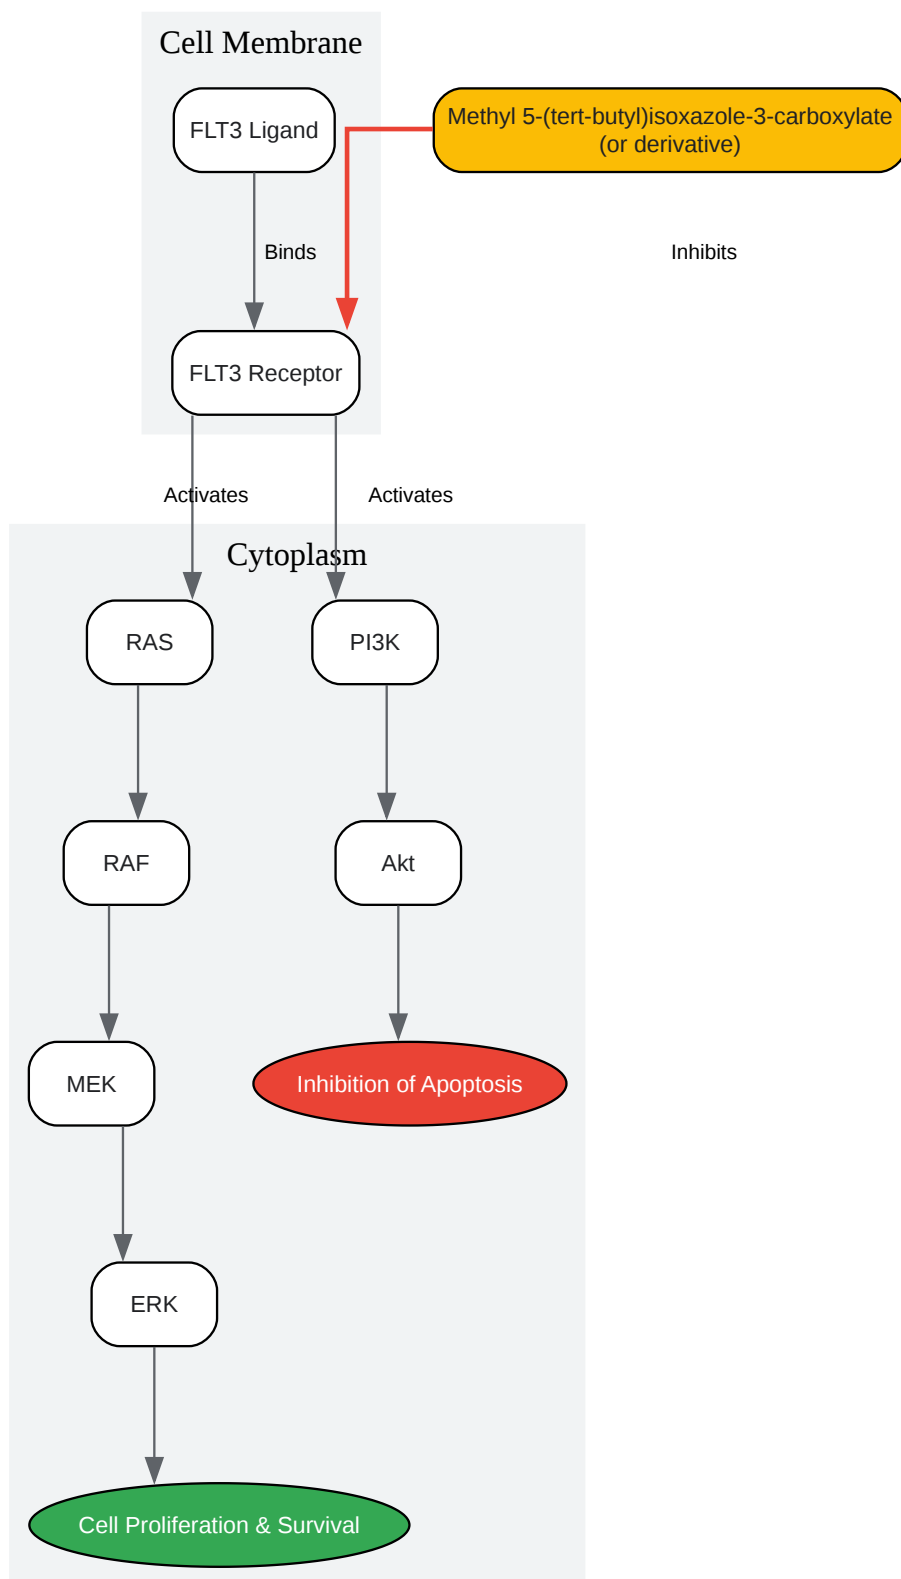 Cell Membrane
FLT3 Ligand
Methyl 5-(tert-butyl)isoxazole-3-carboxylate
(or derivative)
Binds
Inhibits
FLT3 Receptor
Activates
Activates
Cytoplasm
RAS
PI3K
RAF
Akt
MEK
Inhibition of Apoptosis
ERK
Cell Proliferation & Survival